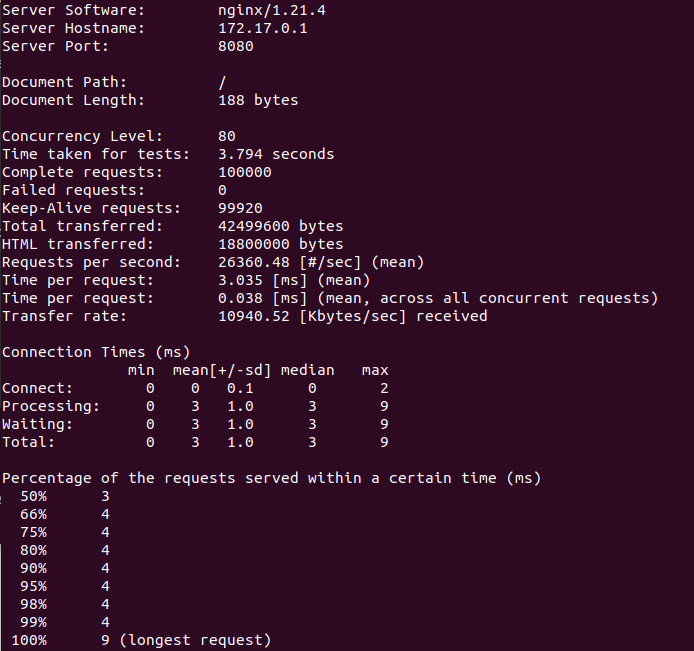 Server Software:        nginx/1.21.4
Server Hostname:        172.17.0.1
Server Port:            8080
Document Path:          /
Document Length:        188 bytes
Concurrency Level:      80
Time taken for tests:   3.794 seconds
Complete requests:      100000
Failed requests:        0
Keep-Alive requests:    99920
Total transferred:      42499600 bytes
HTML transferred:       18800000 bytes
Requests per second:    26360.48 [#/sec] (mean)
Time per request:       3.035 [ms] (mean)
Time per request:       0.038 [ms] (mean, across all concurrent requests)
Transfer rate:          10940.52 [Kbytes/sec] received
Connection Times (ms)
              min  mean[+/-sd] median   max
Connect:        0    0   0.1      0       2
Processing:     0    3   1.0      3       9
Waiting:        0    3   1.0      3       9
Total:          0    3   1.0      3       9
Percentage of the requests served within a certain time (ms)
  50%      3
  66%      4
  75%      4
  80%      4
  90%      4
  95%      4
  98%      4
  99%      4
 100%      9 (longest request)